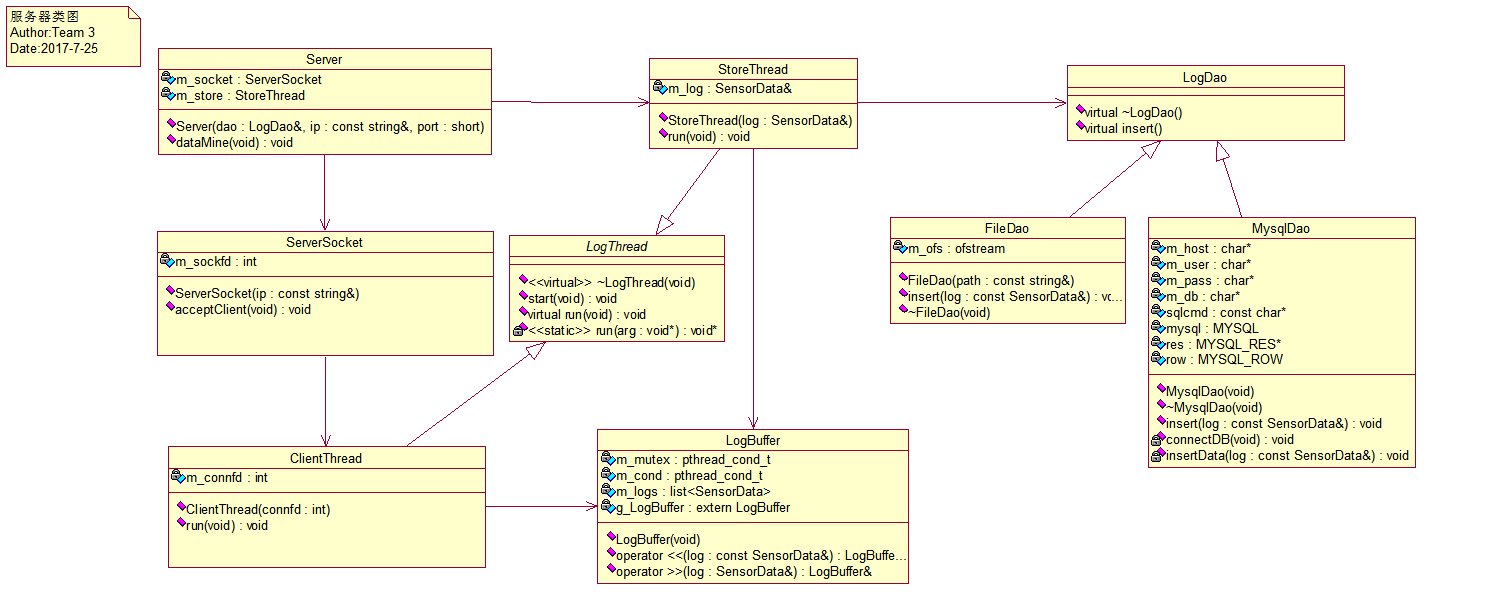 服务器类图
Author:Team 3
Date:2017-7-25
Server
m_socket : ServerSocket
m_store : StoreThread
Server(dao : LogDao&, ip : const string&, port : short)
dataMine(void) : void
StoreThread
m_log : SensorData&
StoreThread(log : SensorData&)
run(void) : void
LogDao
virtual ~LogDao()
virtual insert()
ServerSocket
m_sockfd : int
ServerSocket(ip : const string&)
acceptClient(void) : void
LogThread
<<virtual>> ~LogThread(void)
start(void) : void
virtual run(void) : void
<<static>> run(arg : void*) : void*
FileDao
m_ofs : ofstream
FileDao(path : const string&)
insert(log : const SensorData&) : vc...
~FileDao(void)
MysqlDao
m_host : char*
m_user : char*
m_pass : char*
m_db : char*
sqlcmd : const char*
mysql : MYSQL
res : MYSQL_RES*
row : MYSQL_ROW
MysqlDao(void)
~MysqlDao(void)
insert(log : const SensorData&) : void
connectDB(void) : void
insertData(log : const SensorData&) : void
ClientThread
m_connfd : int
ClientThread(connfd : int)
run(void) : void
LogBuffer
m_mutex : pthread_cond_t
m_cond : pthread_cond_t
m_logs : list<SensorData>
g_LogBuffer : extern LogBuffer
LogBuffer(void)
operator <<(log : const SensorData&) : LogBuffe...
operator >>(log : SensorData&) : LogBuffer&